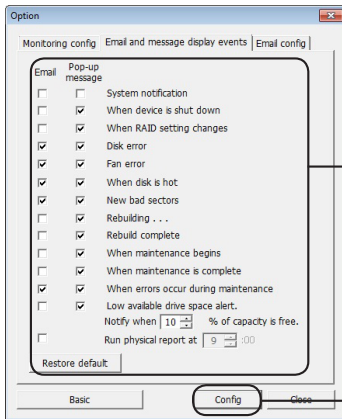 Option
Monitoring config Email and message display events Email config
Email Pop-up message
System notification
When device is shut down
When RAID setting changes
Disk error
Fan error
When disk is hot
New bad sectors
Rebuilding . . .
Rebuild complete
When maintenance begins
When maintenance is complete
When errors occur during maintenance
Low available drive space alert.
Notify when 10 % of capacity is free.
Run physical report at 9 :00
Restore default
Basic Config Close